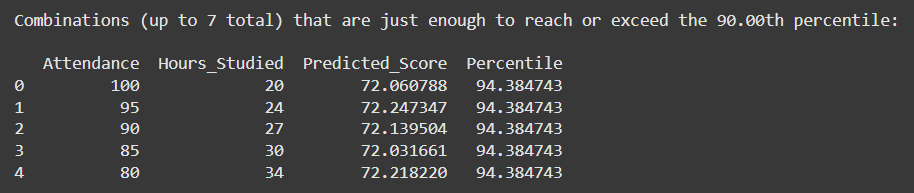 Combinations (up to 7 total) that are just enough to reach or exceed the 90.00th percentile:
Attendance Hours_Studied Predicted_Score Percentile
0 100 20 72.060788 94.384743
1 95 24 72.247347 94.384743
2 90 27 72.139504 94.384743
3 85 30 72.031661 94.384743
4 80 34 72.218220 94.384743